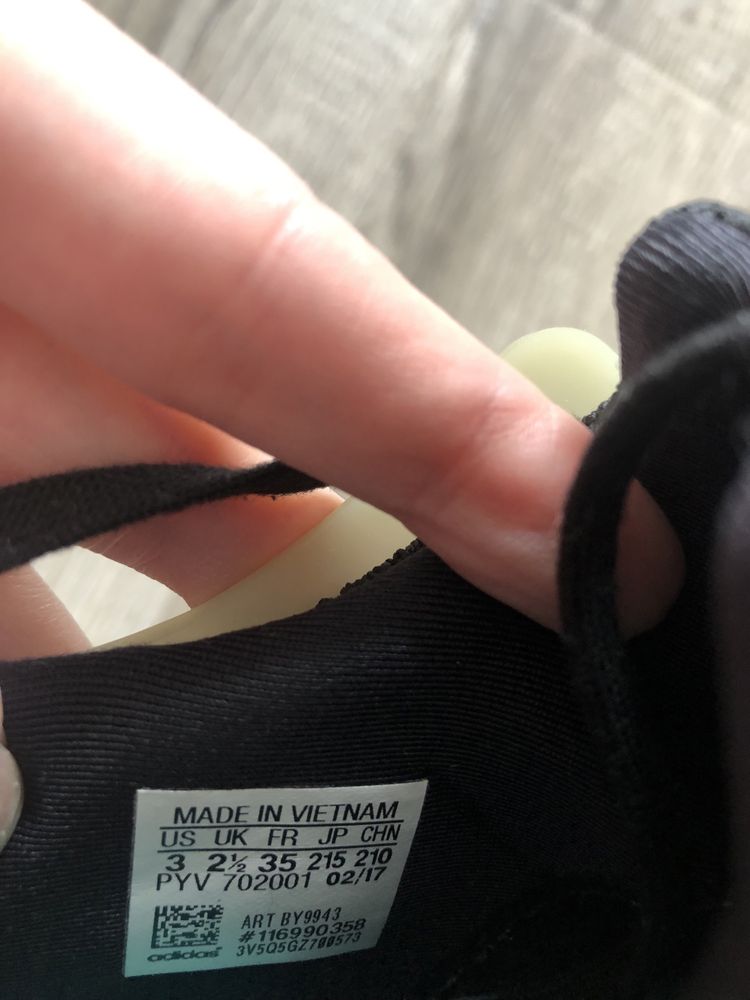 MADE IN VIETNAM
US UK FR JP CHN
3 2½ 35 215 210
PYV 702001 02/17
ART BY9943
#116990358
adidas